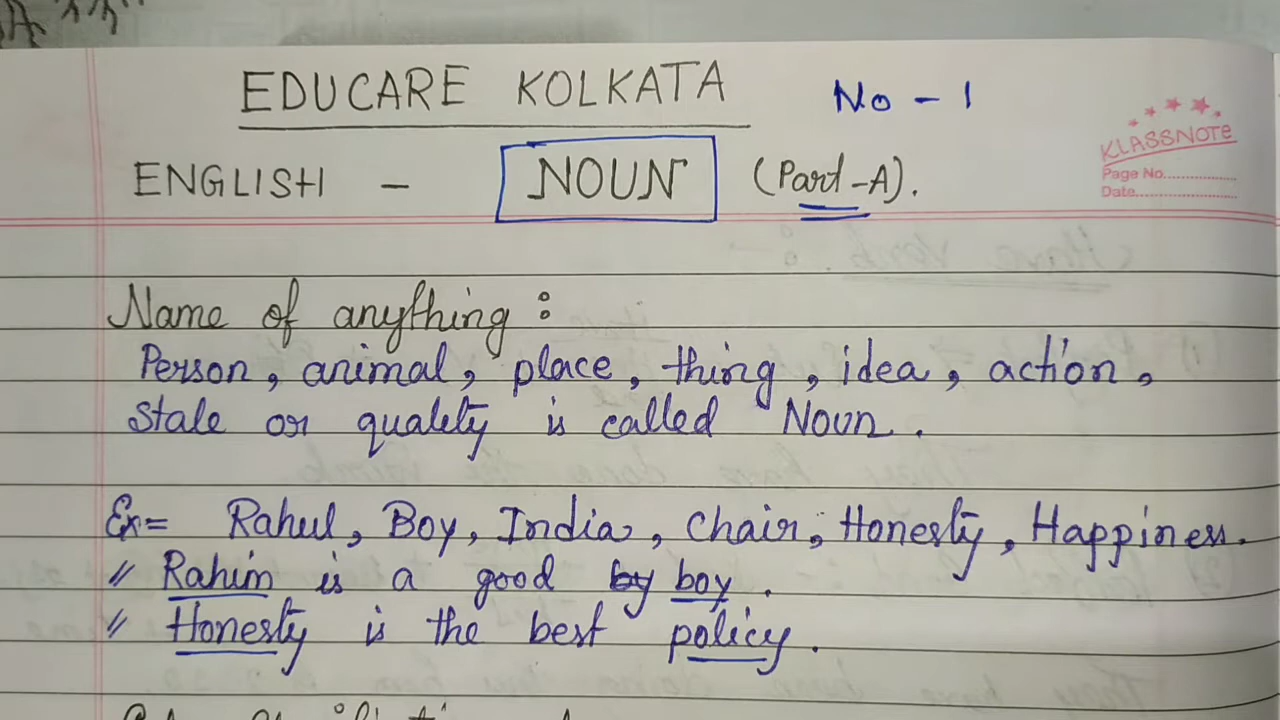 EDUCARE KOLKATA No - 1
KLASSNOTE
Page No.
Date
ENGLISH - NOUN (Part-A).
Name of anything :
Person, animal, place, thing, idea, action,
State or quality is called Noun.
Ex= Rahul, Boy, India, Chair, Honesty, Happiness.
" Rahim is a good by boy.
" Honesty is the best policy.